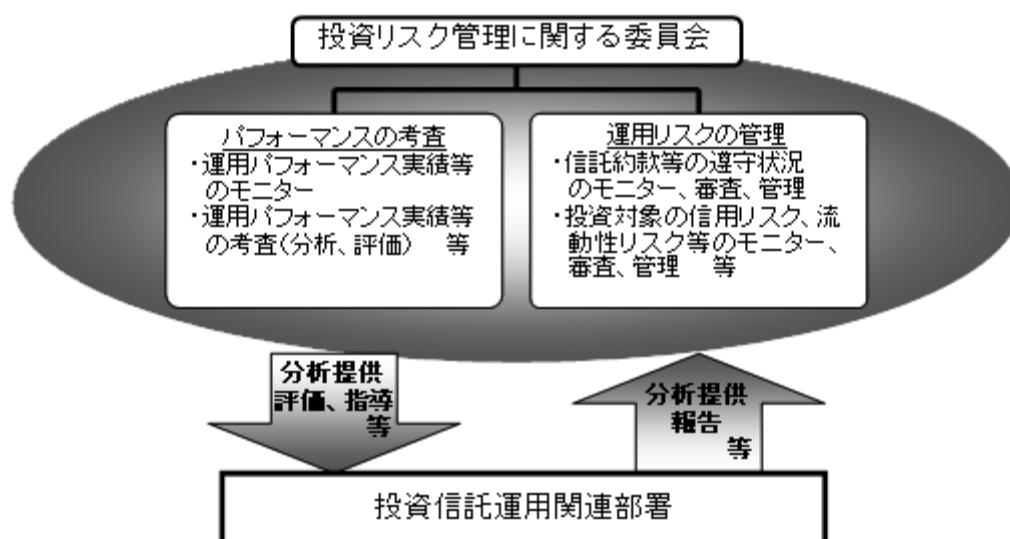 投資リスク管理に関する委員会
パフォーマンスの考査
・運用パフォーマンス実績等
のモニター
・運用パフォーマンス実績等
の考査(分析、評価) 等
運用リスクの管理
・信託約款等の遵守状況
のモニター、審査、管理
・投資対象の信用リスク、流
動性リスク等のモニター、
審査、管理 等
分析提供
評価、指導
等
分析提供
報告
等
投資信託運用関連部署